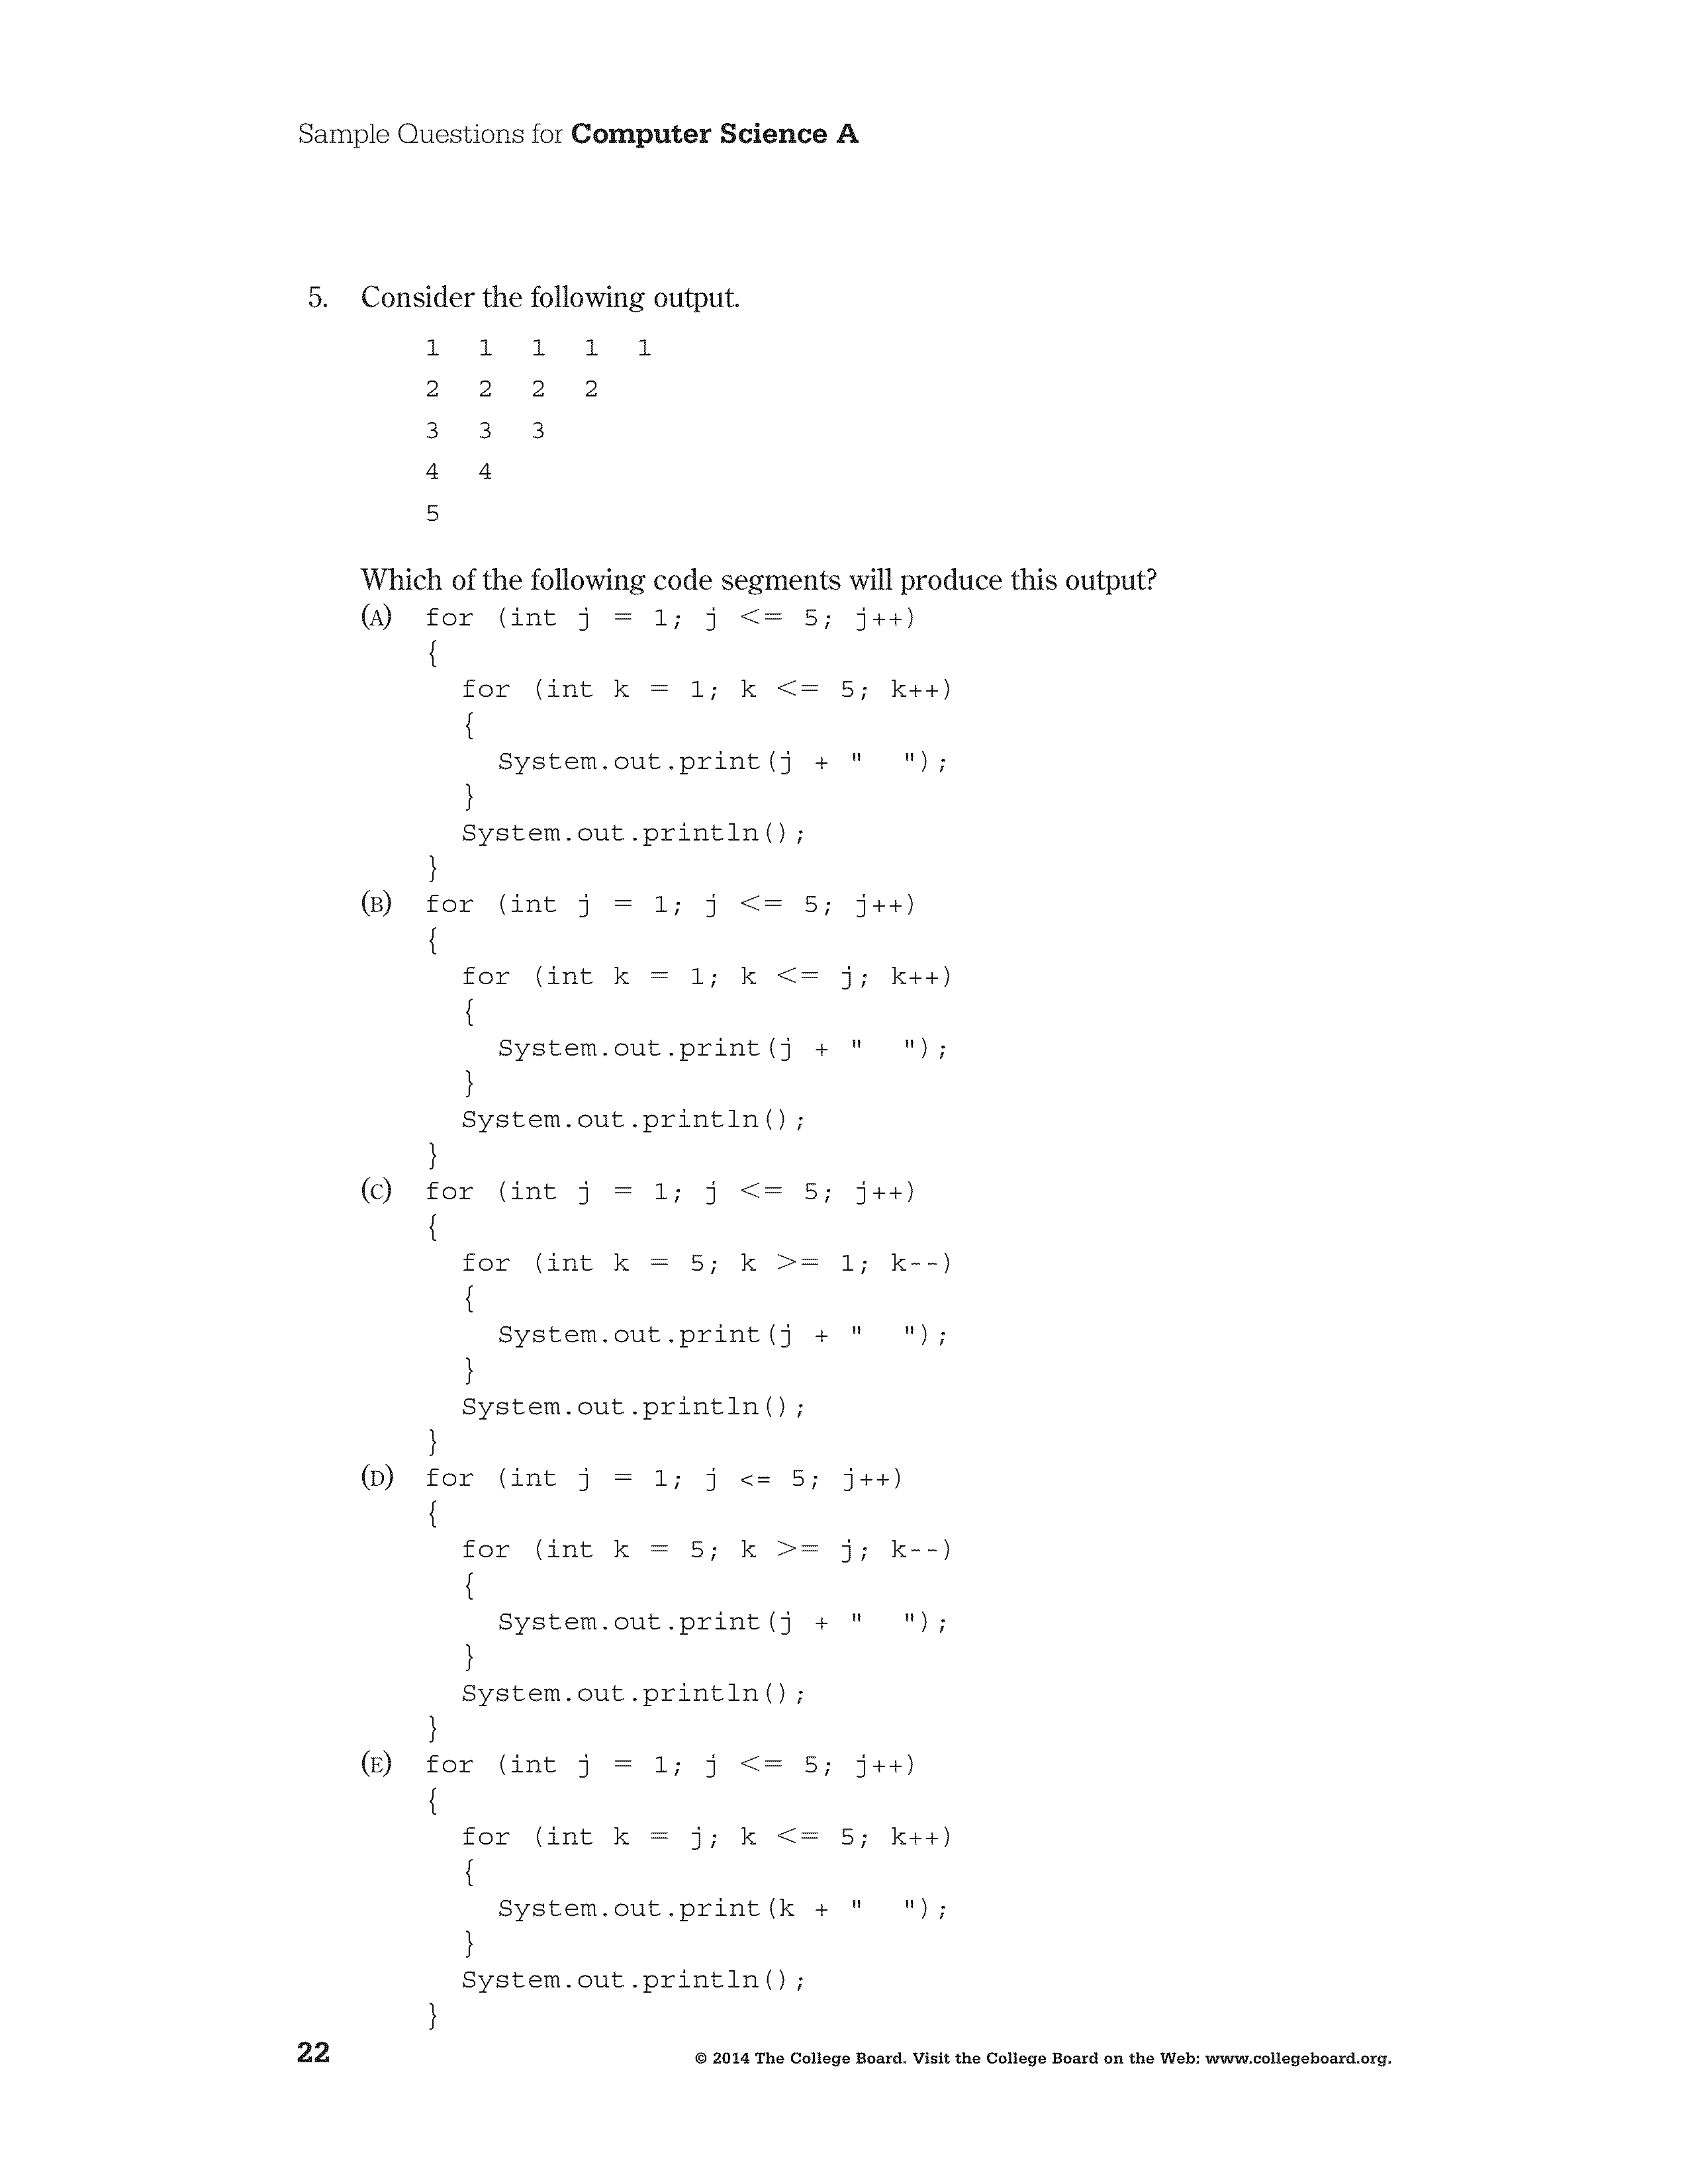 Sample Questions for Computer Science A
5. Consider the following output.
1 1 1 1 1
2 2 2 2
3 3 3
4 4
5
Which of the following code segments will produce this output?
(A) for (int j = 1; j <= 5; j++)
{
for (int k = 1; k <= 5; k++)
{
System.out.print(j + "  ");
}
System.out.println();
}
(B) for (int j = 1; j <= 5; j++)
{
for (int k = 1; k <= j; k++)
{
System.out.print(j + "  ");
}
System.out.println();
}
(C) for (int j = 1; j <= 5; j++)
{
for (int k = 5; k >= 1; k--)
{
System.out.print(j + "  ");
}
System.out.println();
}
(D) for (int j = 1; j <= 5; j++)
{
for (int k = 5; k >= j; k--)
{
System.out.print(j + "  ");
}
System.out.println();
}
(E) for (int j = 1; j <= 5; j++)
{
for (int k = j; k <= 5; k++)
{
System.out.print(k + "  ");
}
System.out.println();
}
22 © 2014 The College Board. Visit the College Board on the Web: www.collegeboard.org.